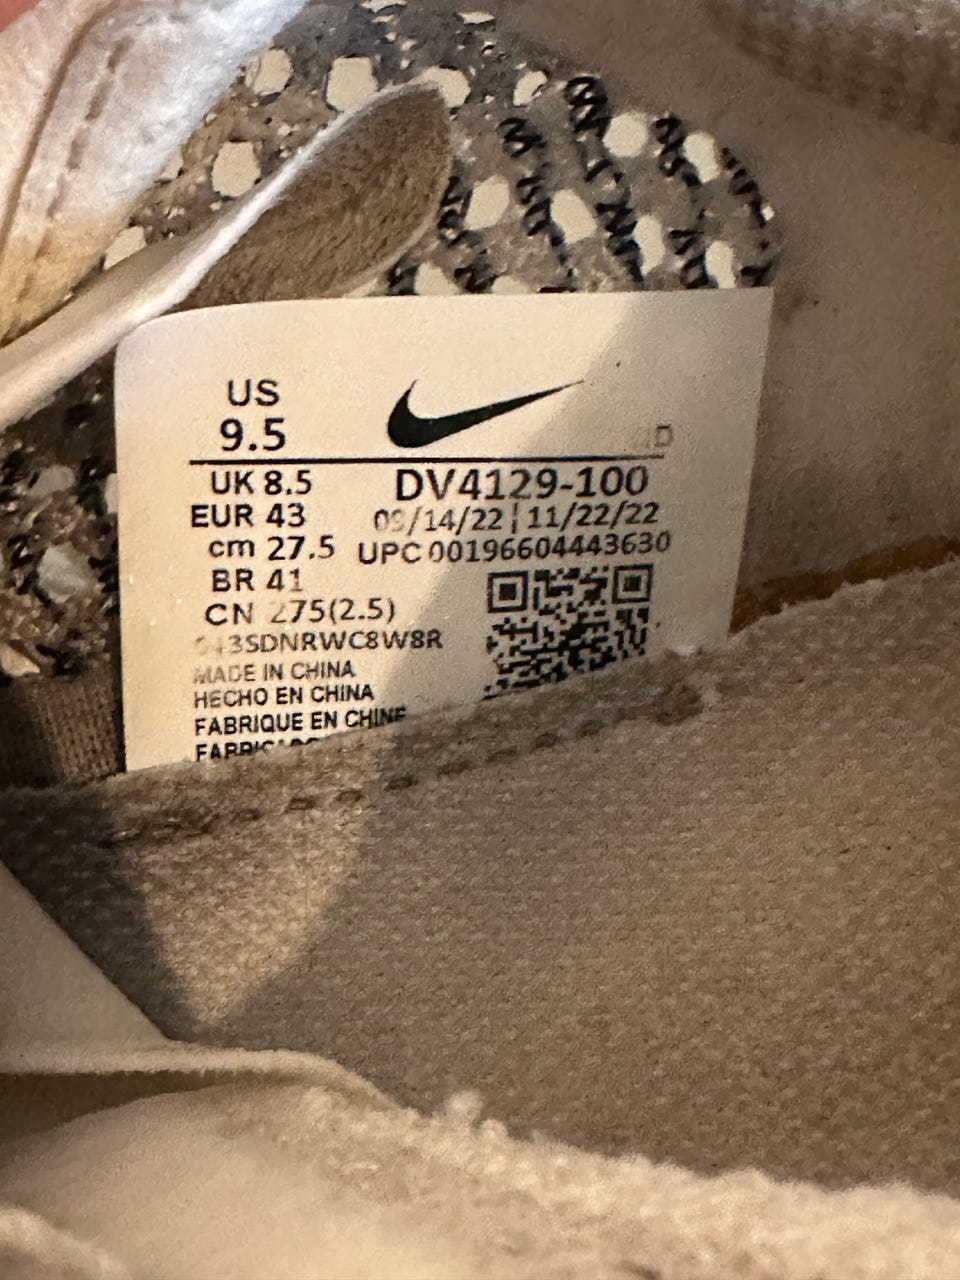 US
9.5
UK 8.5
EUR 43
cm 27.5
BR 41
CN 275(2.5)
DV4129-100
09/14/22 | 11/22/22
UPC 00196604443630
MADE IN CHINA
HECHO EN CHINA
FABRIQUE EN CHINE